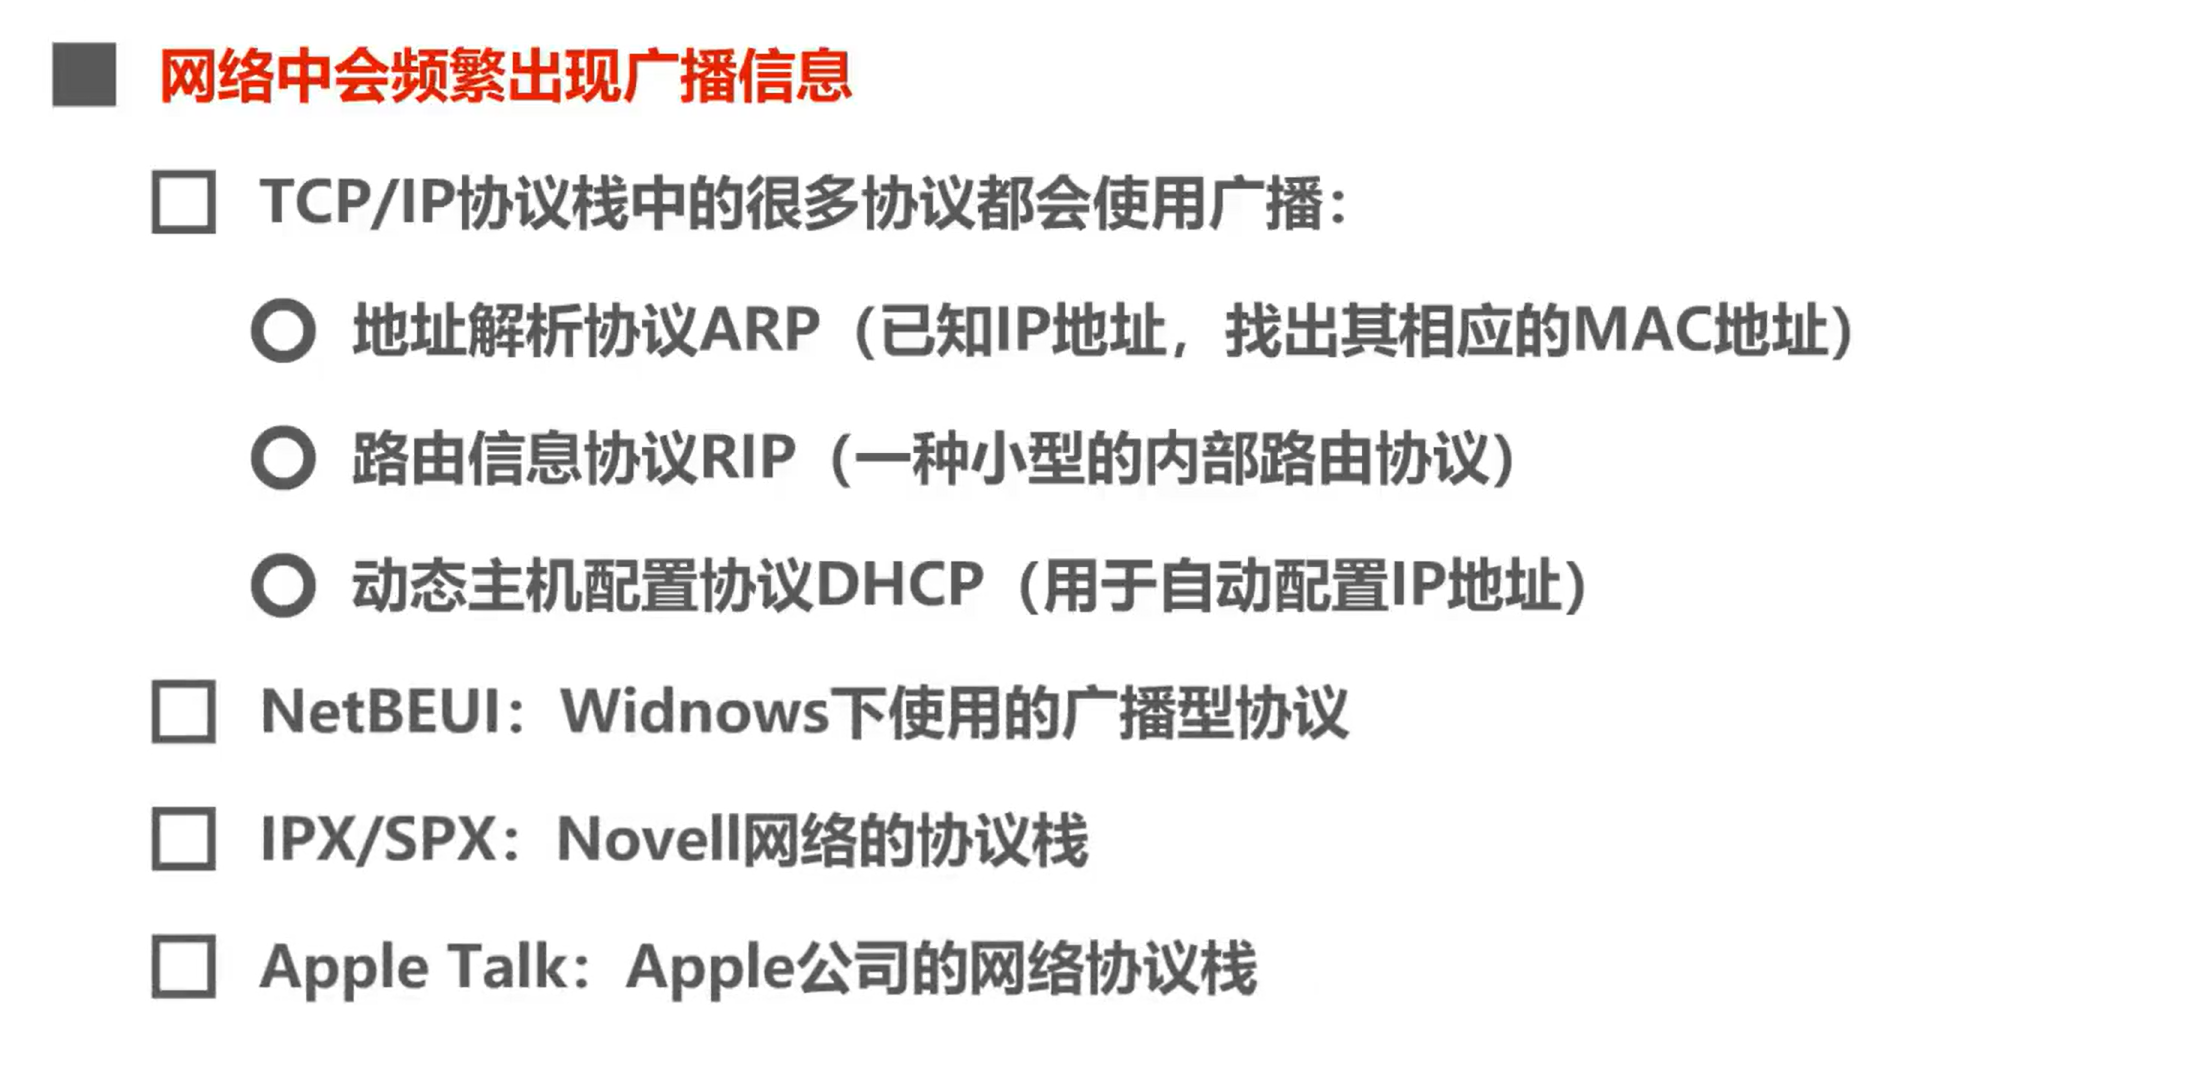 网络中会频繁出现广播信息
TCP/IP协议栈中的很多协议都会使用广播：
地址解析协议ARP（已知IP地址，找出其相应的MAC地址）
路由信息协议RIP（一种小型的内部路由协议）
动态主机配置协议DHCP（用于自动配置IP地址）
NetBEUI：Widnows下使用的广播型协议
IPX/SPX：Novell网络的协议栈
Apple Talk：Apple公司的网络协议栈